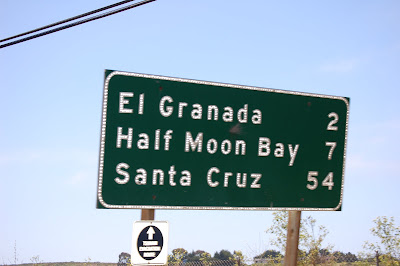 El Granada 2
Half Moon Bay 7
Santa Cruz 54